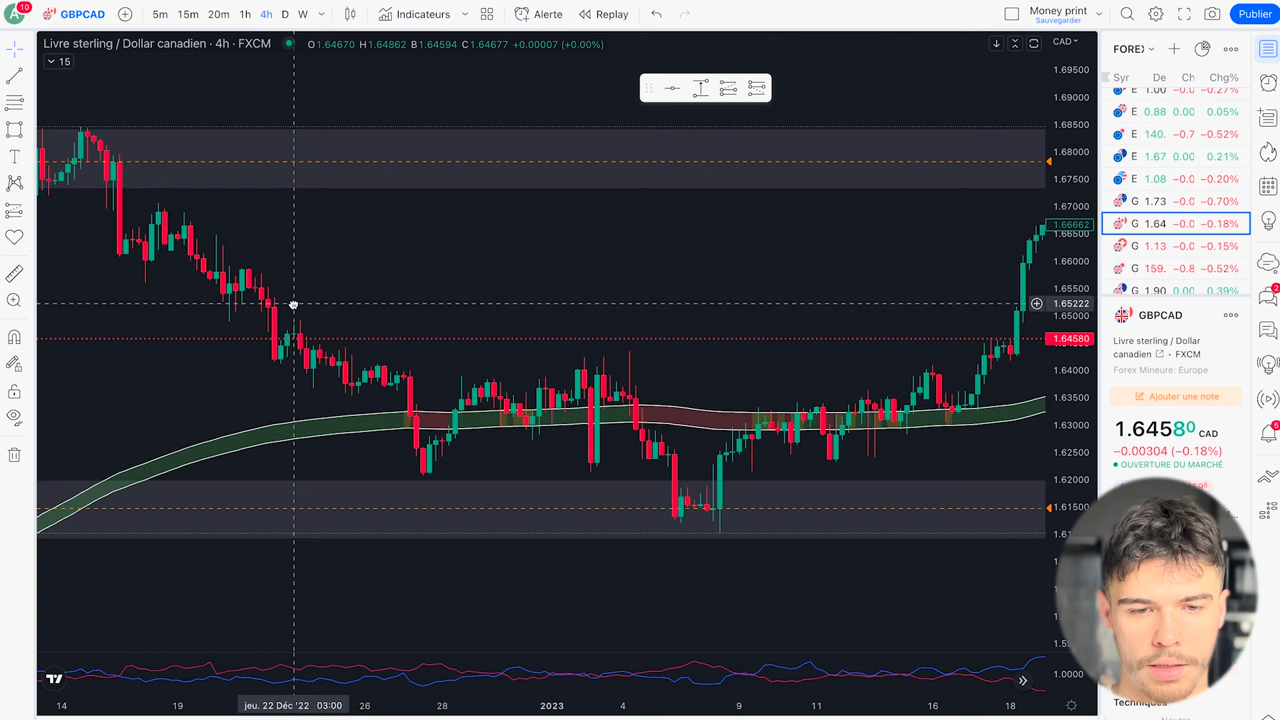 A
10
GBPCAD
5m 15m 20m 1h 4h D W
Indicateurs
Alerte
Replay
Money print
Sauvegarder
Publier
Livre sterling / Dollar canadien · 4h · FXCM
O1.64670 H1.64862 B1.64594 C1.64677 +0.00007 (+0.00%)
15
CAD
1.69500
1.69000
1.68500
1.68000
1.67500
1.67000
1.66662
1.66500
1.66000
1.65500
1.65222
1.65000
1.64580
1.64000
1.63500
1.63000
1.62500
1.62000
1.61500
1.0000
14 19 jeu. 22 Déc '22 00:00 26 2023 4 9 11 16 18
FOREX
Syr De Ch Chg%
E 1.00 −0.0 −0.27%
E 0.88 0.00 0.05%
E 140. −0.7 −0.52%
E 1.67 0.00 0.21%
E 1.08 −0.0 −0.20%
G 1.73 −0.0 −0.70%
G 1.64 −0.0 −0.18%
G 1.13 −0.0 −0.15%
G 159. −0.8 −0.52%
G 1.90 0.00 0.39%
GBPCAD
Livre sterling / Dollar
canadien · FXCM
Forex Mineure: Europe
Ajoute une note
1.64580 CAD
−0.00304 (−0.18%)
OUVERTURE DU MARCHÉ
Techniques